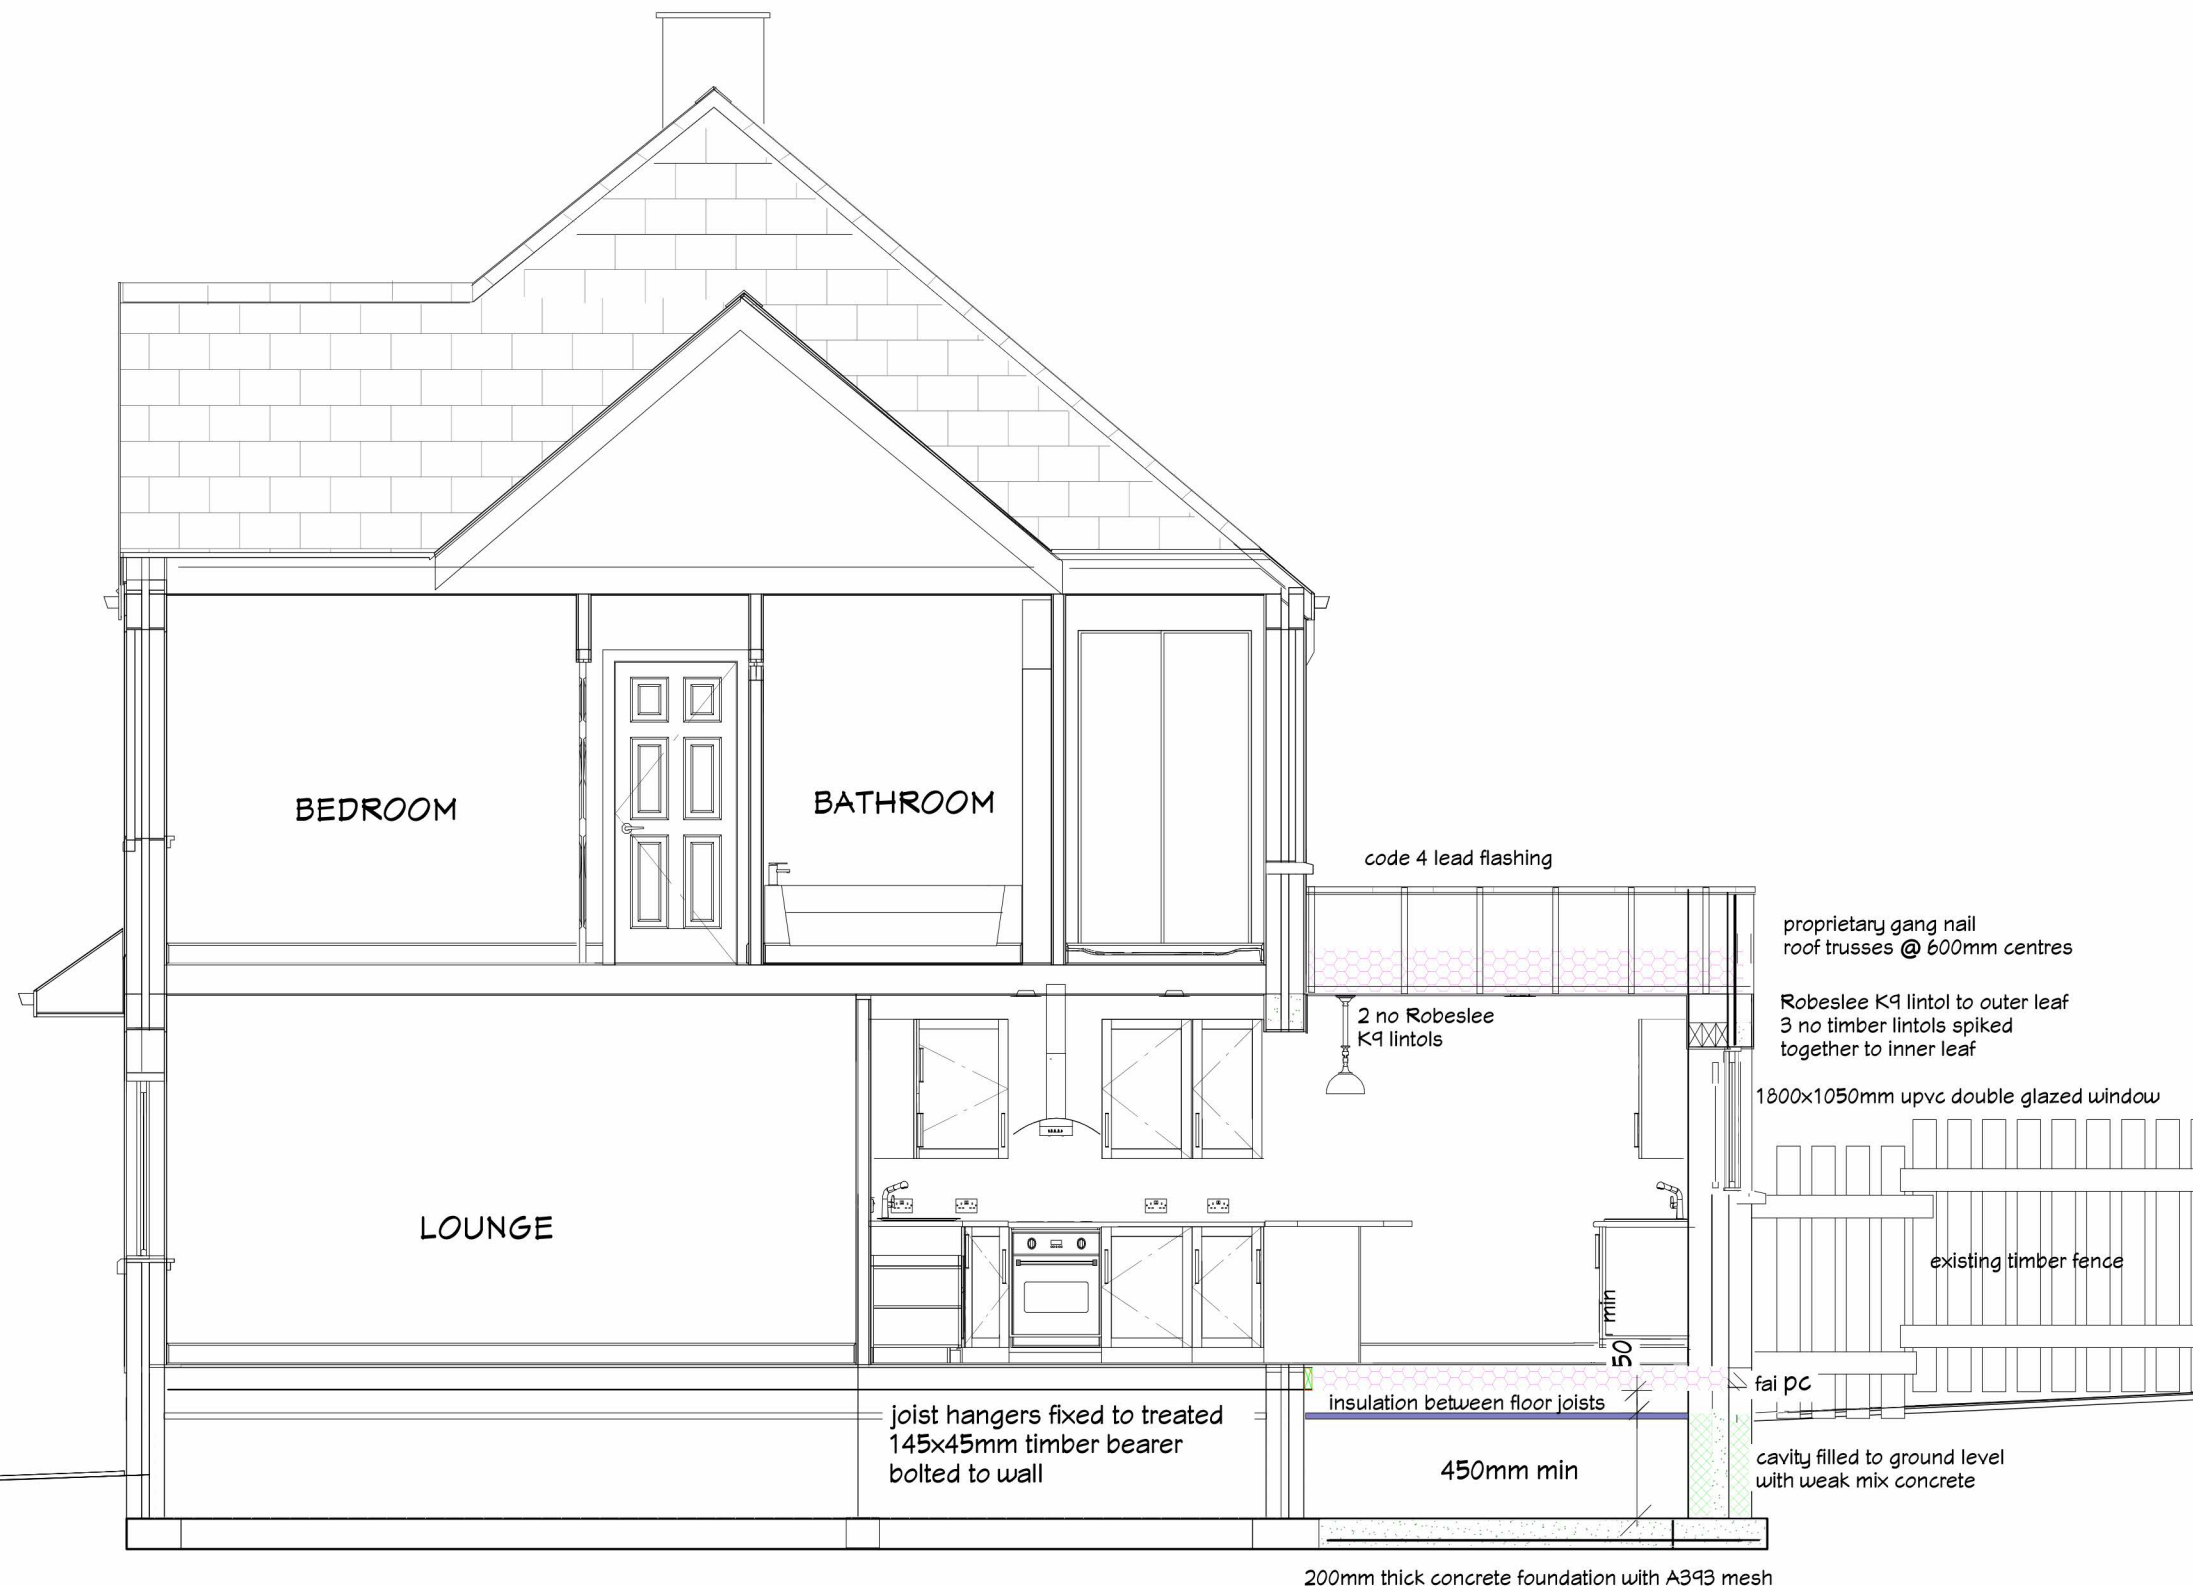 BEDROOM
BATHROOM
code 4 lead flashing
proprietary gang nail
roof trusses @ 600mm centres
Robeslee K9 lintol to outer leaf
3 no timber lintols spiked
together to inner leaf
2 no Robeslee
K9 lintols
1800x1050mm upvc double glazed window
LOUNGE
existing timber fence
50 min
fai pc
insulation between floor joists
joist hangers fixed to treated
145x45mm timber bearer
bolted to wall
450mm min
cavity filled to ground level
with weak mix concrete
200mm thick concrete foundation with A393 mesh